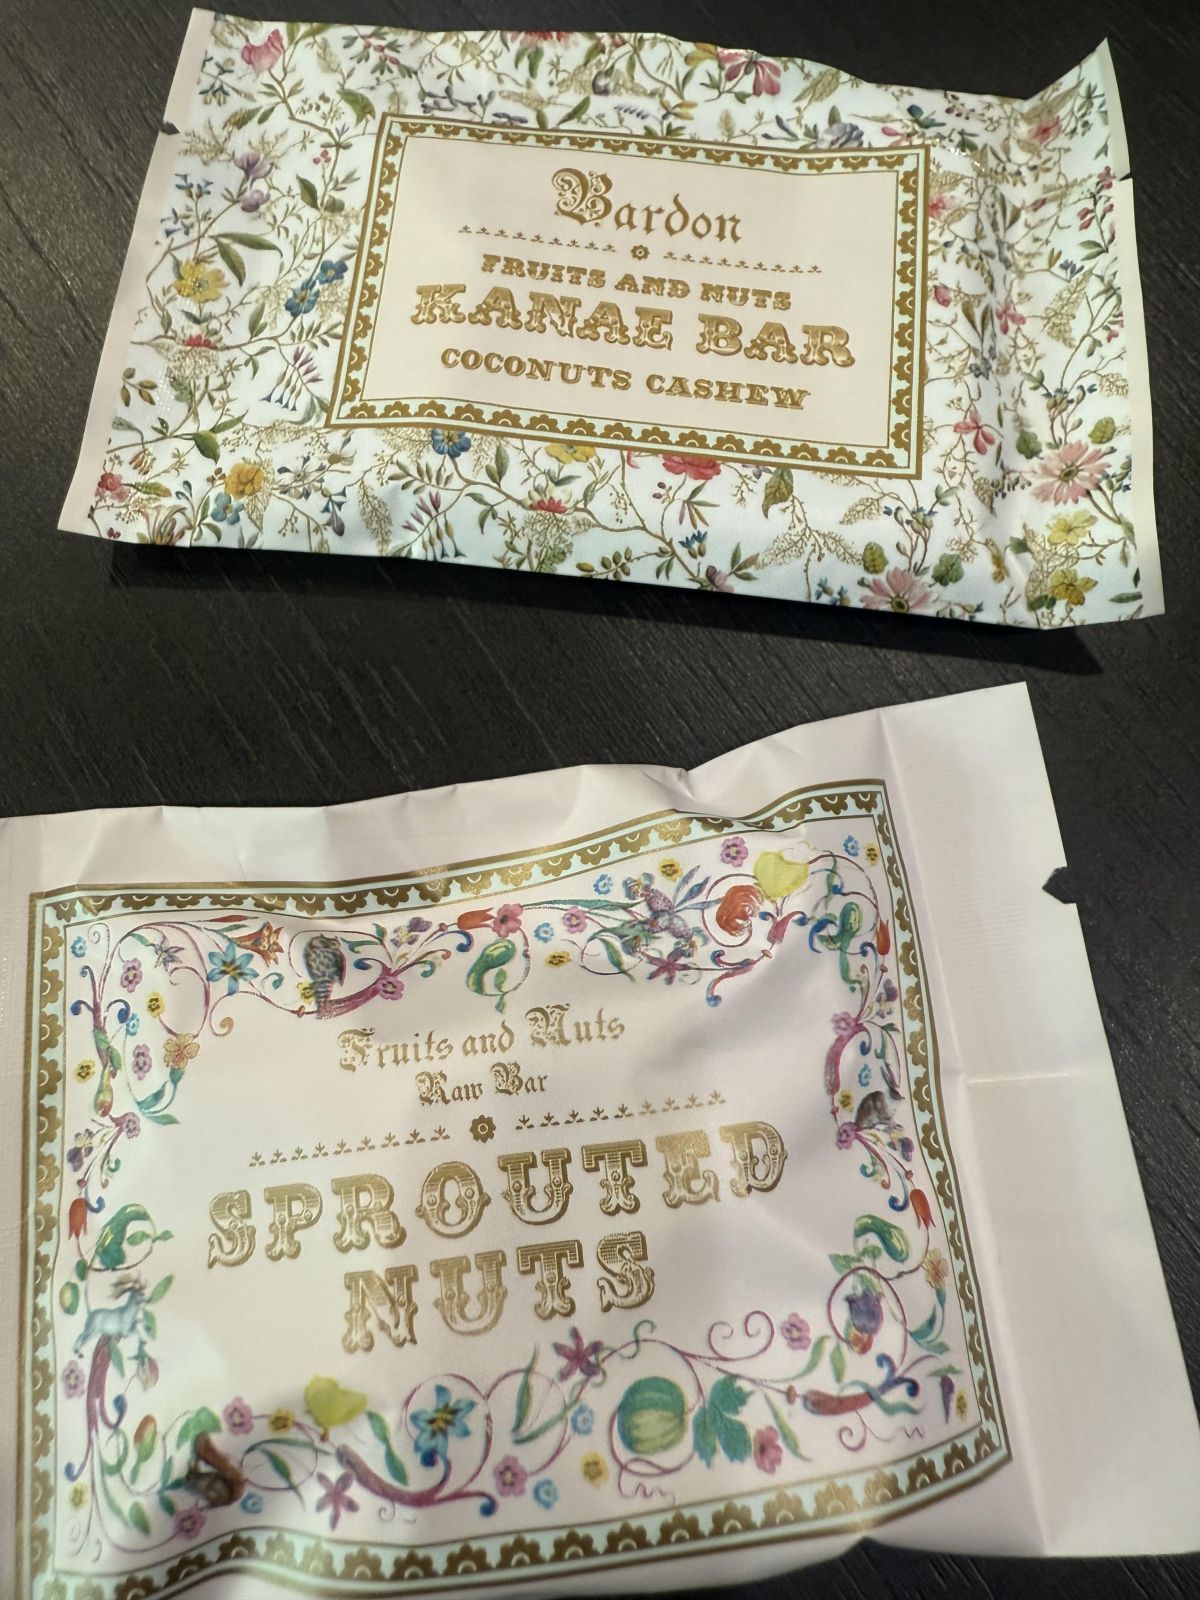 Bardon
FRUITS AND NUTS
KANAE BAR
COCONUTS CASHEW
Fruits and Nuts
Raw Bar
SPROUTED
NUTS